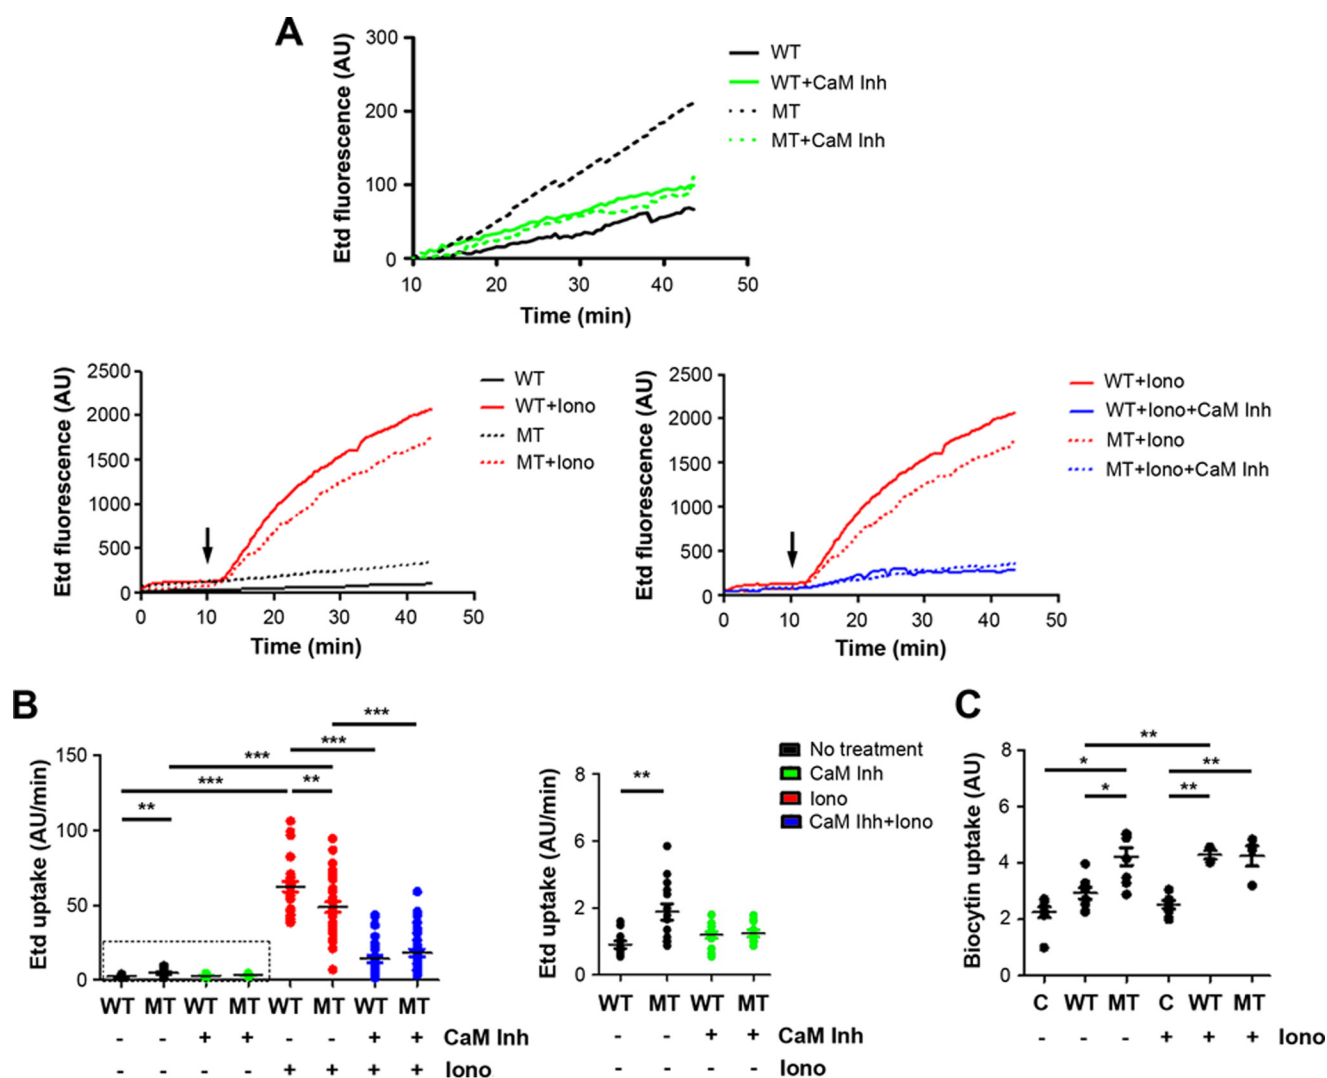 A
300
200
100
0
Etd fluorescence (AU)
10 20 30 40 50
Time (min)
WT
WT+CaM Inh
MT
MT+CaM Inh
2500
2000
1500
1000
500
0
Etd fluorescence (AU)
0 10 20 30 40 50
Time (min)
WT
WT+Iono
MT
MT+Iono
2500
2000
1500
1000
500
0
Etd fluorescence (AU)
0 10 20 30 40 50
Time (min)
WT+Iono
WT+Iono+CaM Inh
MT+Iono
MT+Iono+CaM Inh
B
150
100
50
0
Etd uptake (AU/min)
***
***
***
***
**
**
WT MT WT MT WT MT WT MT
- - + + - - + + CaM Inh
- - - - + + + + Iono
8
6
2
0
Etd uptake (AU/min)
**
WT MT WT MT
- - + + CaM Inh
- - - - Iono
No treatment
CaM Inh
Iono
CaM Ihh+Iono
C
8
6
4
2
0
Biocytin uptake (AU)
**
* **
* **
C WT MT C WT MT
- - - + + + Iono